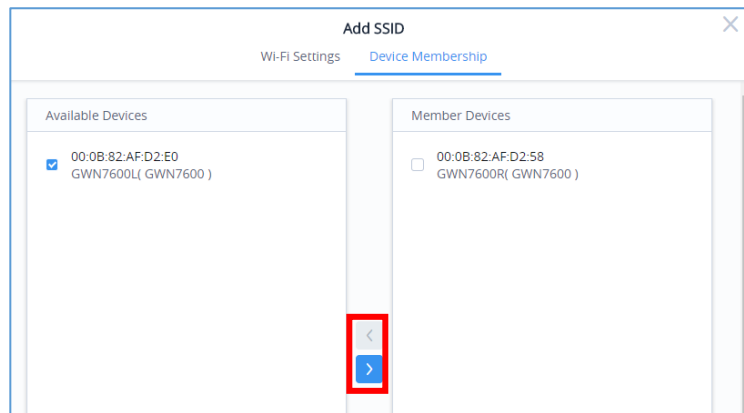 Add SSID
Wi-Fi Settings Device Membership
Available Devices
00:0B:82:AF:D2:E0
GWN7600L( GWN7600 )
Member Devices
00:0B:82:AF:D2:58
GWN7600R( GWN7600 )